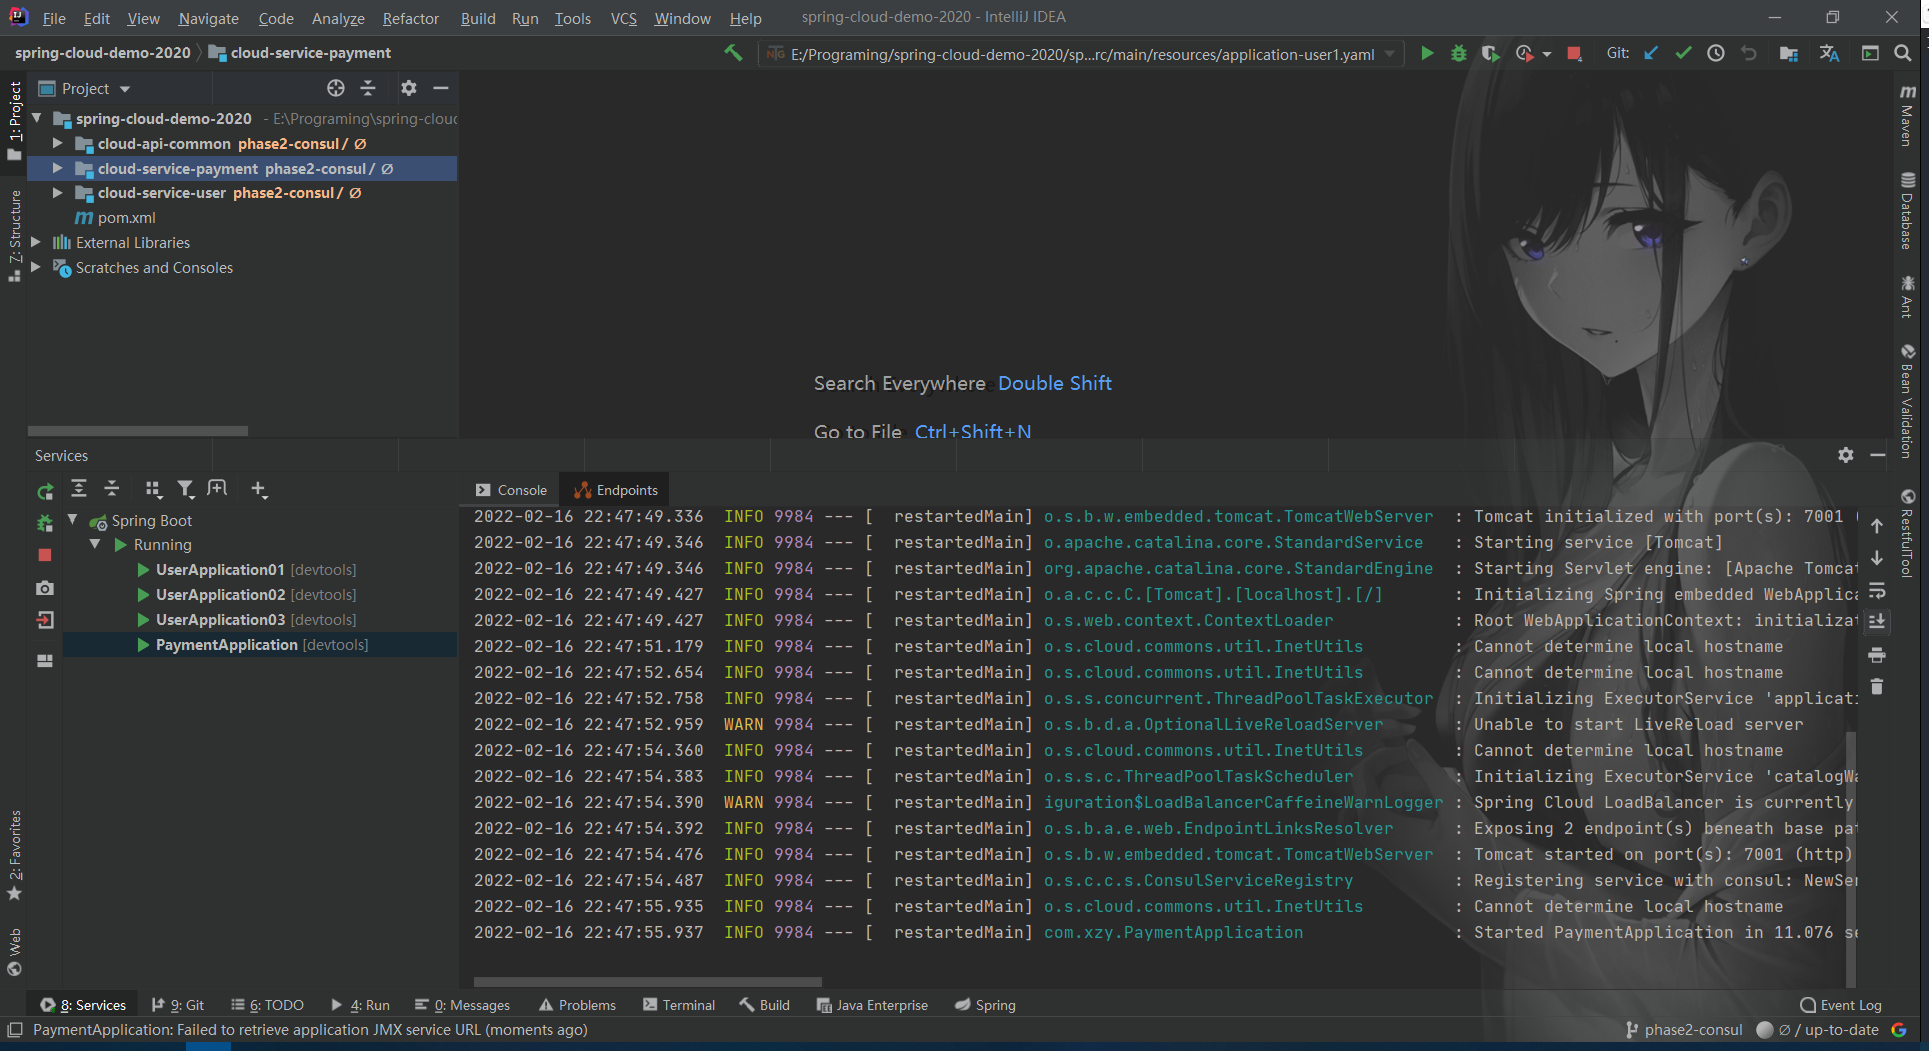 File Edit View Navigate Code Analyze Refactor Build Run Tools VCS Window Help spring-cloud-demo-2020 - IntelliJ IDEA
spring-cloud-demo-2020 cloud-service-payment E:/Programing/spring-cloud-demo-2020/sp...rc/main/resources/application-user1.yaml Git:
Project
spring-cloud-demo-2020 - E:\Programing\spring-cloud
cloud-api-common phase2-consul / ∅
cloud-service-payment phase2-consul / ∅
cloud-service-user phase2-consul / ∅
pom.xml
External Libraries
Scratches and Consoles
1: Project
7: Structure
2: Favorites
Web
Maven
Database
Ant
Bean Validation
RestfulTool
Search Everywhere Double Shift
Go to File Ctrl+Shift+N
Services
Spring Boot
Running
UserApplication01 [devtools]
UserApplication02 [devtools]
UserApplication03 [devtools]
PaymentApplication [devtools]
Console Endpoints
2022-02-16 22:47:49.336 INFO 9984 --- [ restartedMain] o.s.b.w.embedded.tomcat.TomcatWebServer : Tomcat initialized with port(s): 7001 (
2022-02-16 22:47:49.346 INFO 9984 --- [ restartedMain] o.apache.catalina.core.StandardService : Starting service [Tomcat]
2022-02-16 22:47:49.346 INFO 9984 --- [ restartedMain] org.apache.catalina.core.StandardEngine : Starting Servlet engine: [Apache Tomcat
2022-02-16 22:47:49.427 INFO 9984 --- [ restartedMain] o.a.c.c.C.[Tomcat].[localhost].[/] : Initializing Spring embedded WebApplica
2022-02-16 22:47:49.427 INFO 9984 --- [ restartedMain] o.s.web.context.ContextLoader : Root WebApplicationContext: initializat
2022-02-16 22:47:51.179 INFO 9984 --- [ restartedMain] o.s.cloud.commons.util.InetUtils : Cannot determine local hostname
2022-02-16 22:47:52.654 INFO 9984 --- [ restartedMain] o.s.cloud.commons.util.InetUtils : Cannot determine local hostname
2022-02-16 22:47:52.758 INFO 9984 --- [ restartedMain] o.s.s.concurrent.ThreadPoolTaskExecutor : Initializing ExecutorService 'applicati
2022-02-16 22:47:52.959 WARN 9984 --- [ restartedMain] o.s.b.d.a.OptionalLiveReloadServer : Unable to start LiveReload server
2022-02-16 22:47:54.360 INFO 9984 --- [ restartedMain] o.s.cloud.commons.util.InetUtils : Cannot determine local hostname
2022-02-16 22:47:54.383 INFO 9984 --- [ restartedMain] o.s.s.c.ThreadPoolTaskScheduler : Initializing ExecutorService 'catalogWa
2022-02-16 22:47:54.390 WARN 9984 --- [ restartedMain] iguration$LoadBalancerCaffeineWarnLogger : Spring Cloud LoadBalancer is currently
2022-02-16 22:47:54.392 INFO 9984 --- [ restartedMain] o.s.b.a.e.web.EndpointLinksResolver : Exposing 2 endpoint(s) beneath base pat
2022-02-16 22:47:54.476 INFO 9984 --- [ restartedMain] o.s.b.w.embedded.tomcat.TomcatWebServer : Tomcat started on port(s): 7001 (http)
2022-02-16 22:47:54.487 INFO 9984 --- [ restartedMain] o.s.c.c.s.ConsulServiceRegistry : Registering service with consul: NewSer
2022-02-16 22:47:55.935 INFO 9984 --- [ restartedMain] o.s.cloud.commons.util.InetUtils : Cannot determine local hostname
2022-02-16 22:47:55.937 INFO 9984 --- [ restartedMain] com.xzy.PaymentApplication : Started PaymentApplication in 11.076 se
8: Services 9: Git 6: TODO 4: Run 0: Messages Problems Terminal Build Java Enterprise Spring Event Log
PaymentApplication: Failed to retrieve application JMX service URL (moments ago) phase2-consul ∅ / up-to-date